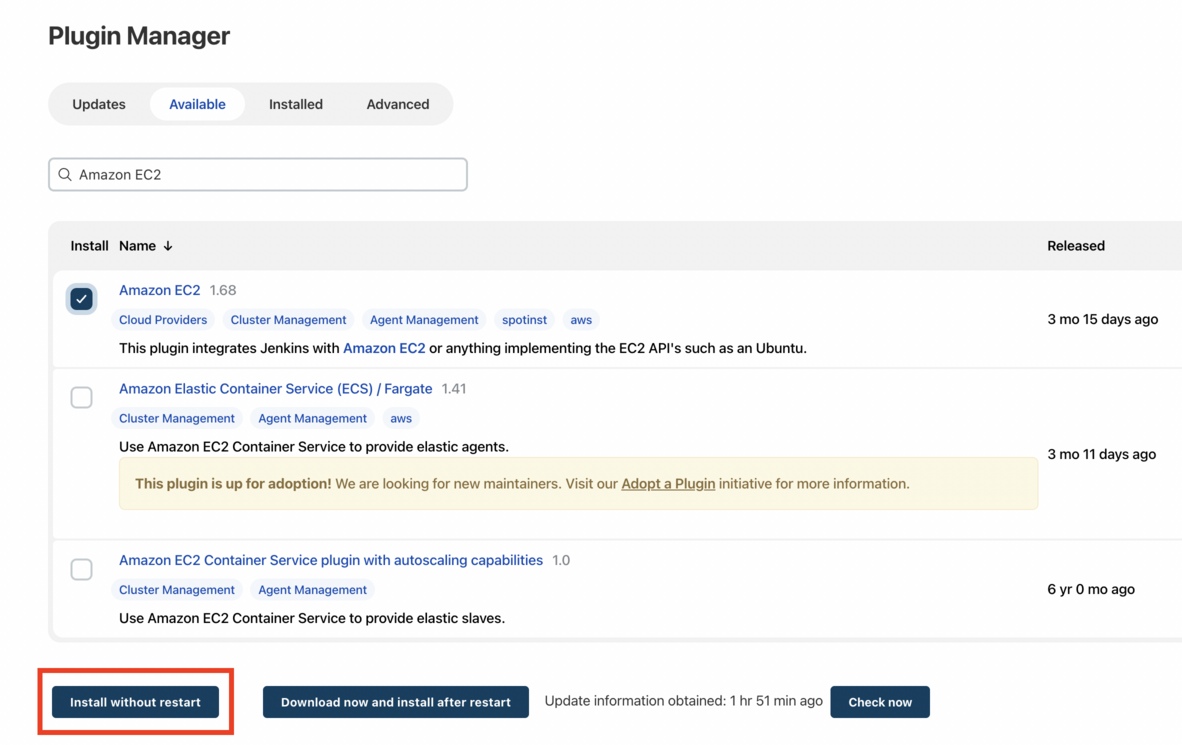 Plugin Manager
Updates Available Installed Advanced
Amazon EC2
Install Name ↓ Released
Amazon EC2 1.68
Cloud Providers Cluster Management Agent Management spotinst aws
3 mo 15 days ago
This plugin integrates Jenkins with Amazon EC2 or anything implementing the EC2 API's such as an Ubuntu.
Amazon Elastic Container Service (ECS) / Fargate 1.41
Cluster Management Agent Management aws
Use Amazon EC2 Container Service to provide elastic agents.
3 mo 11 days ago
This plugin is up for adoption! We are looking for new maintainers. Visit our Adopt a Plugin initiative for more information.
Amazon EC2 Container Service plugin with autoscaling capabilities 1.0
Cluster Management Agent Management
6 yr 0 mo ago
Use Amazon EC2 Container Service to provide elastic slaves.
Install without restart Download now and install after restart Update information obtained: 1 hr 51 min ago Check now